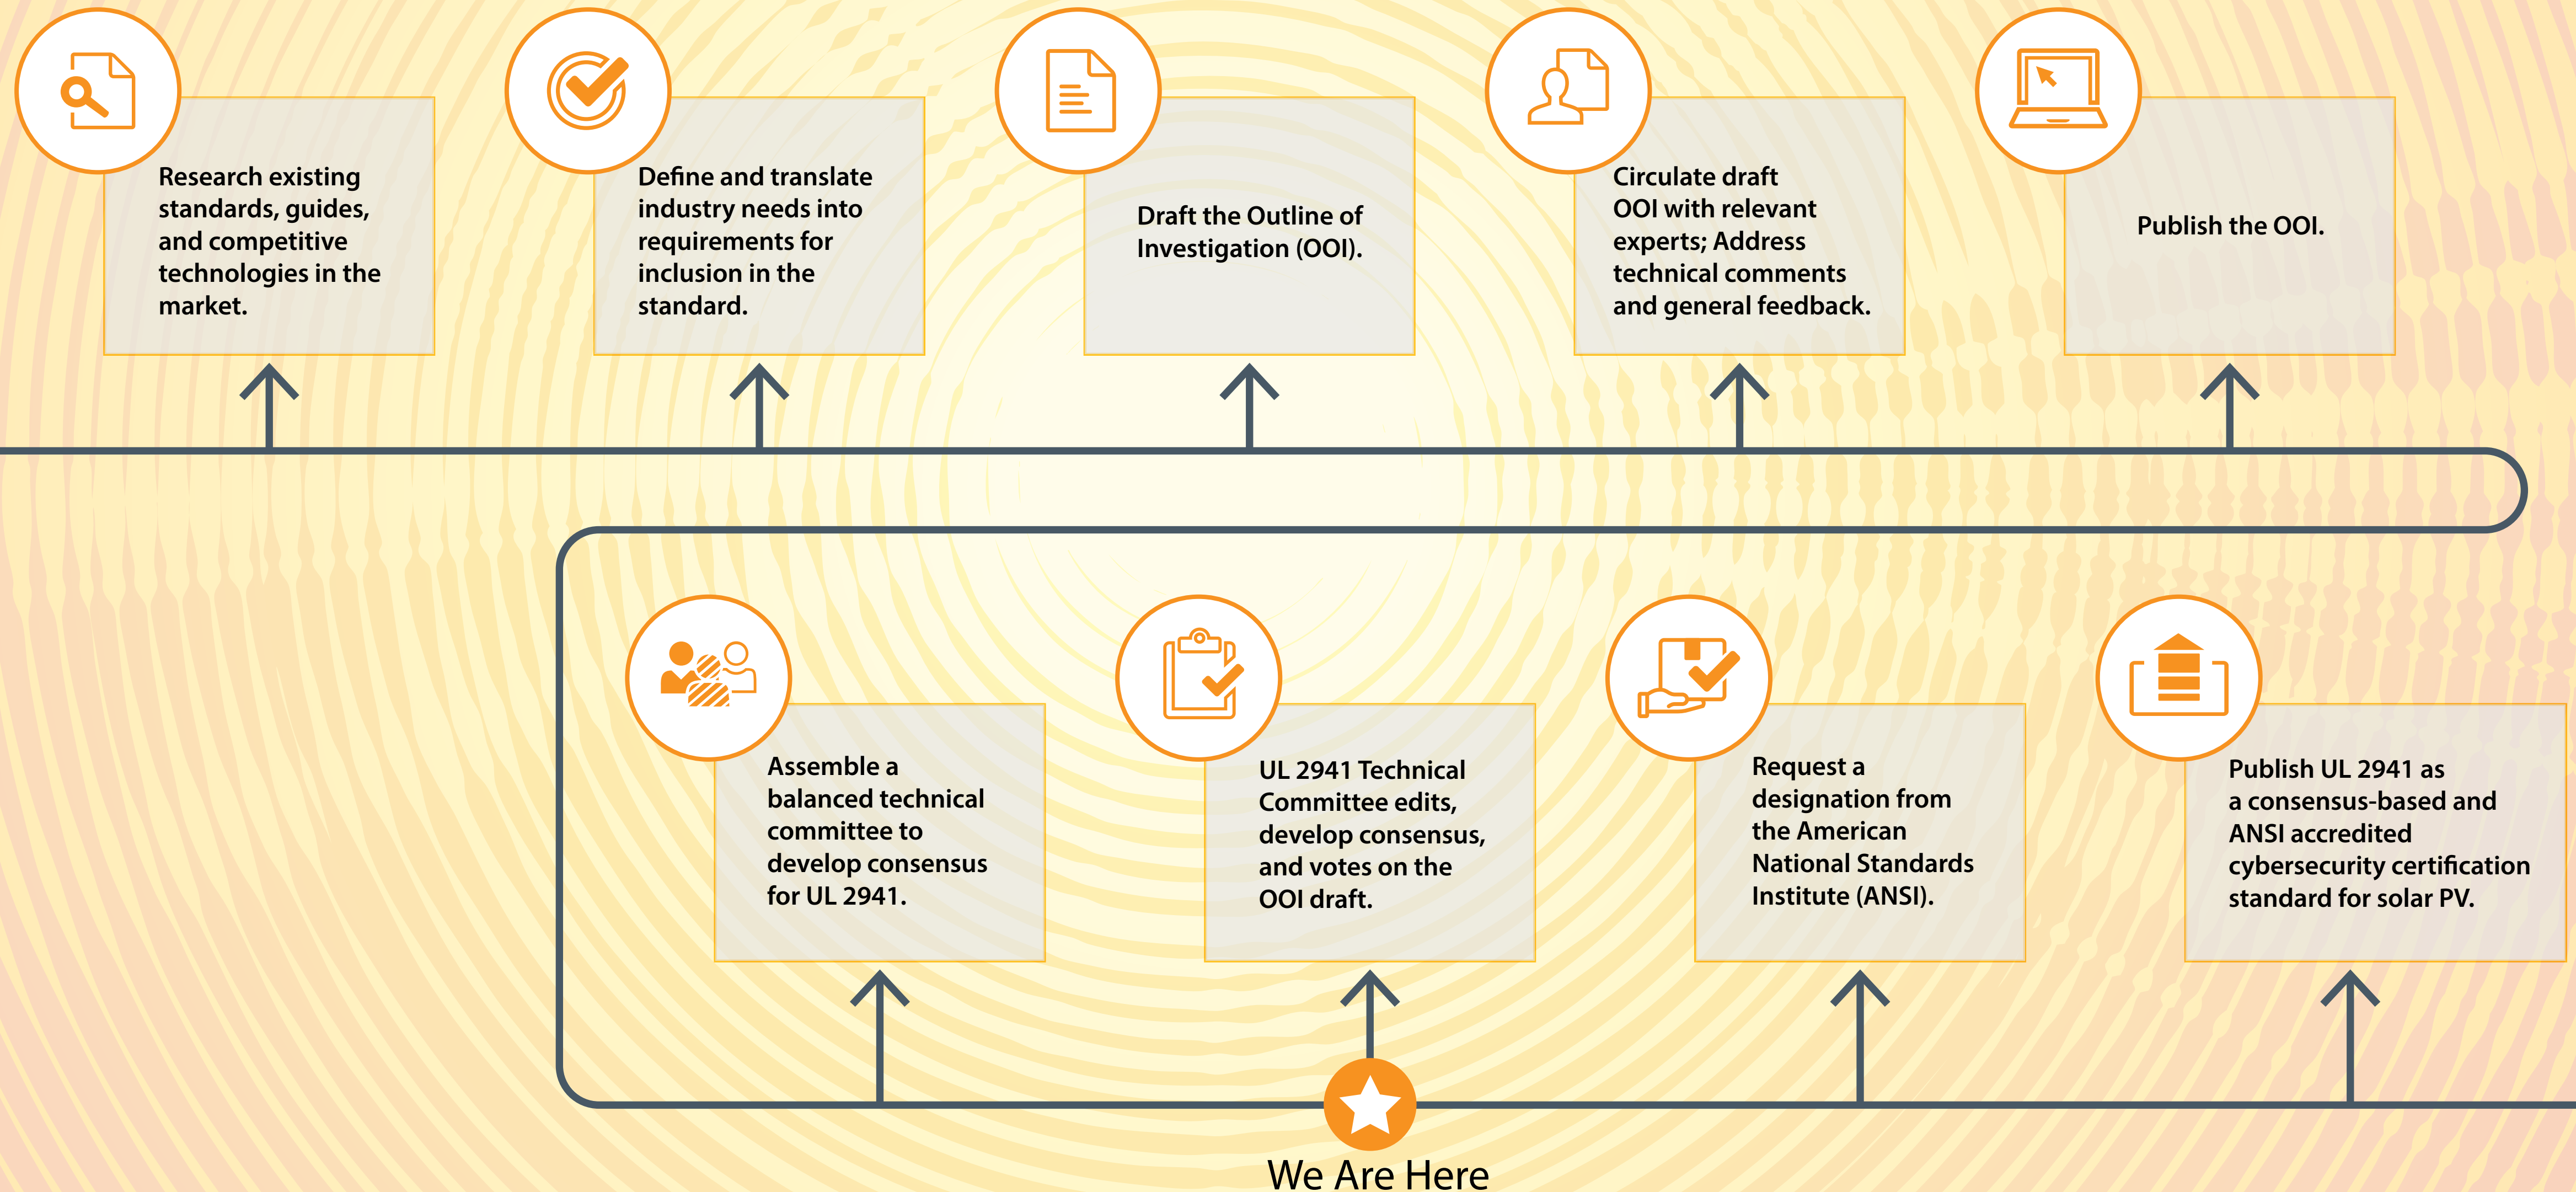 Research existing
standards, guides,
and competitive
technologies in the
market.
Define and translate
industry needs into
requirements for
inclusion in the
standard.
Draft the Outline of
Investigation (OOI).
Circulate draft
OOI with relevant
experts; Address
technical comments
and general feedback.
Publish the OOI.
Assemble a
balanced technical
committee to
develop consensus
for UL 2941.
UL 2941 Technical
Committee edits,
develop consensus,
and votes on the
OOI draft.
Request a
designation from
the American
National Standards
Institute (ANSI).
Publish UL 2941 as
a consensus-based and
ANSI accredited
cybersecurity certification
standard for solar PV.
We Are Here